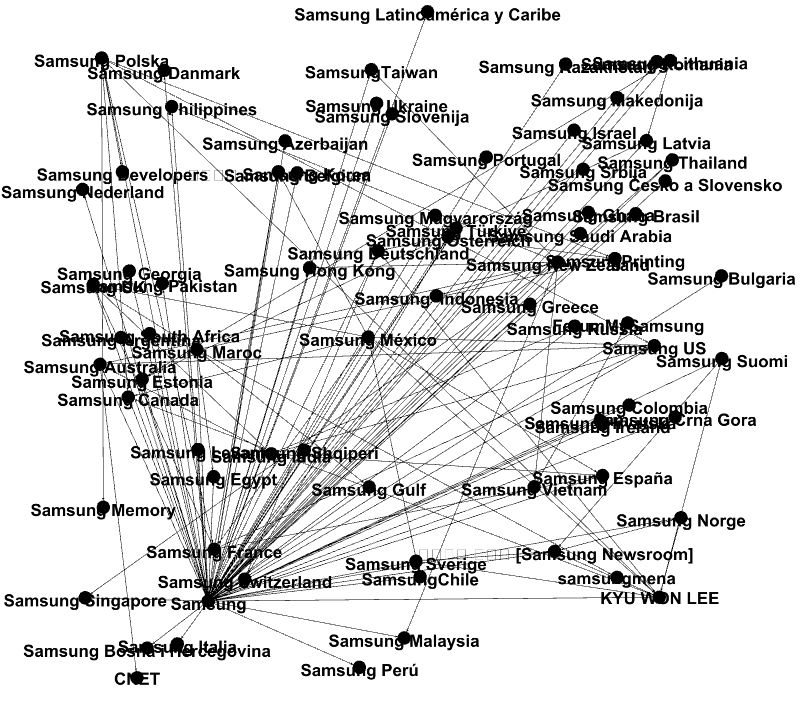 Samsung Latinoamérica y Caribe
Samsung Polska
Samsung Danmark
SamsungTaiwan
Samsung Kazakhstan
Samsung Romania
Lithuania
Samsung Philippines
Samsung Ukraine
Samsung Slovenija
Samsung Makedonija
Samsung Azerbaijan
Samsung Israel
Samsung Latvia
Samsung Portugal
Samsung Thailand
Samsung Developers
Samsung Korea
Samsung Belgium
Samsung Srbija
Samsung Česko a Slovensko
Samsung Nederland
Samsung Magyarország
Samsung Ghana
Samsung Brasil
Samsung Türkiye
Samsung Österreich
Samsung Saudi Arabia
Samsung Deutschland
Samsung Hong Kong
Samsung New Zealand
Samsung Printing
Samsung Georgia
Samsung UK
Samsung Pakistan
Samsung Bulgaria
Samsung Indonesia
Samsung Greece
Samsung South Africa
Samsung Argentina
Samsung México
Samsung Russia
Samsung
Samsung Maroc
Samsung US
Samsung Suomi
Samsung Australia
Samsung Estonia
Samsung Canada
Samsung Colombia
Samsung Crna Gora
Samsung Ireland
Samsung India
Samsung Shqiperi
Samsung Egypt
Samsung Gulf
Samsung España
Samsung Vietnam
Samsung Memory
Samsung Norge
Samsung France
[Samsung Newsroom]
Samsung Sverige
SamsungChile
samsungmena
Samsung Switzerland
Samsung Singapore
Samsung
KYU WON LEE
Samsung Malaysia
Samsung Italia
Samsung Bosna i Hercegovina
Samsung Perú
CNET